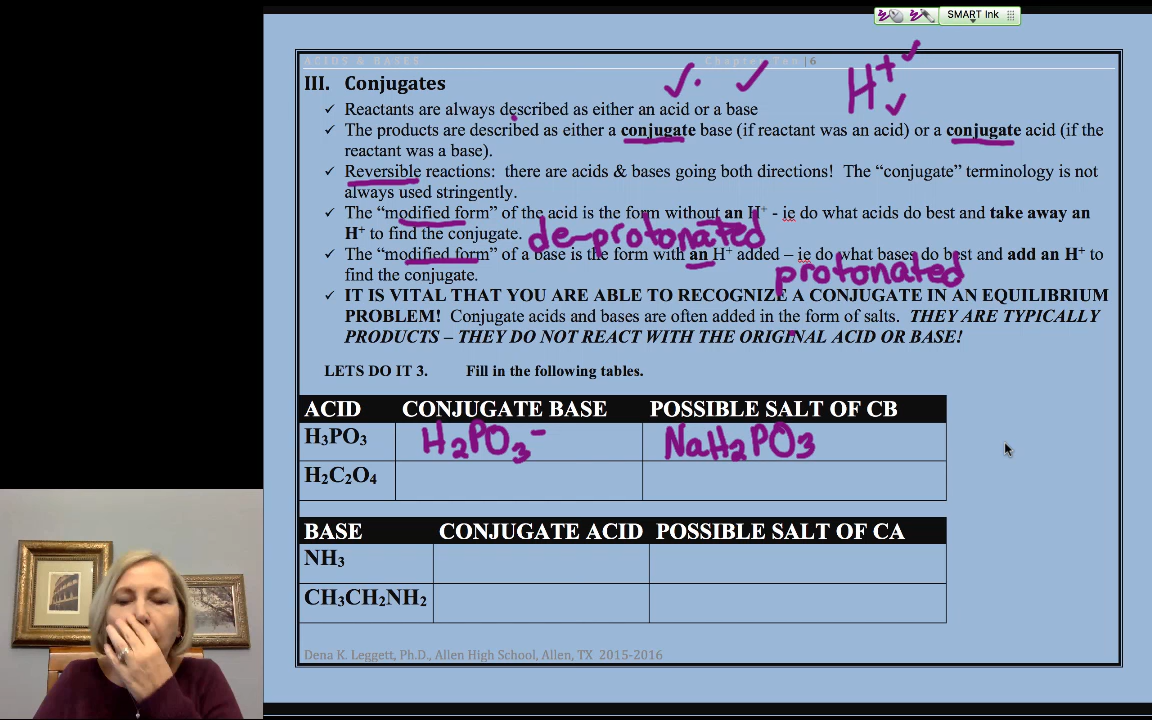 SMART Ink
ACIDS & BASES Chapter Ten | 6
III. Conjugates
H+
✓ Reactants are always described as either an acid or a base
✓ The products are described as either a conjugate base (if reactant was an acid) or a conjugate acid (if the
reactant was a base).
✓ Reversible reactions: there are acids & bases going both directions! The “conjugate” terminology is not
always used stringently.
✓ The “modified form” of the acid is the form without an H+ - ie do what acids do best and take away an
H+ to find the conjugate.
de-protonated
✓ The “modified form” of a base is the form with an H+ added – ie do what bases do best and add an H+ to
find the conjugate.
protonated
✓ IT IS VITAL THAT YOU ARE ABLE TO RECOGNIZE A CONJUGATE IN AN EQUILIBRIUM
PROBLEM! Conjugate acids and bases are often added in the form of salts. THEY ARE TYPICALLY
PRODUCTS – THEY DO NOT REACT WITH THE ORIGINAL ACID OR BASE!
LETS DO IT 3. Fill in the following tables.
ACID CONJUGATE BASE POSSIBLE SALT OF CB
H3PO3 H2PO3- NaH2PO3
H2C2O4
BASE CONJUGATE ACID POSSIBLE SALT OF CA
NH3
CH3CH2NH2
Dena K. Leggett, Ph.D., Allen High School, Allen, TX 2015-2016